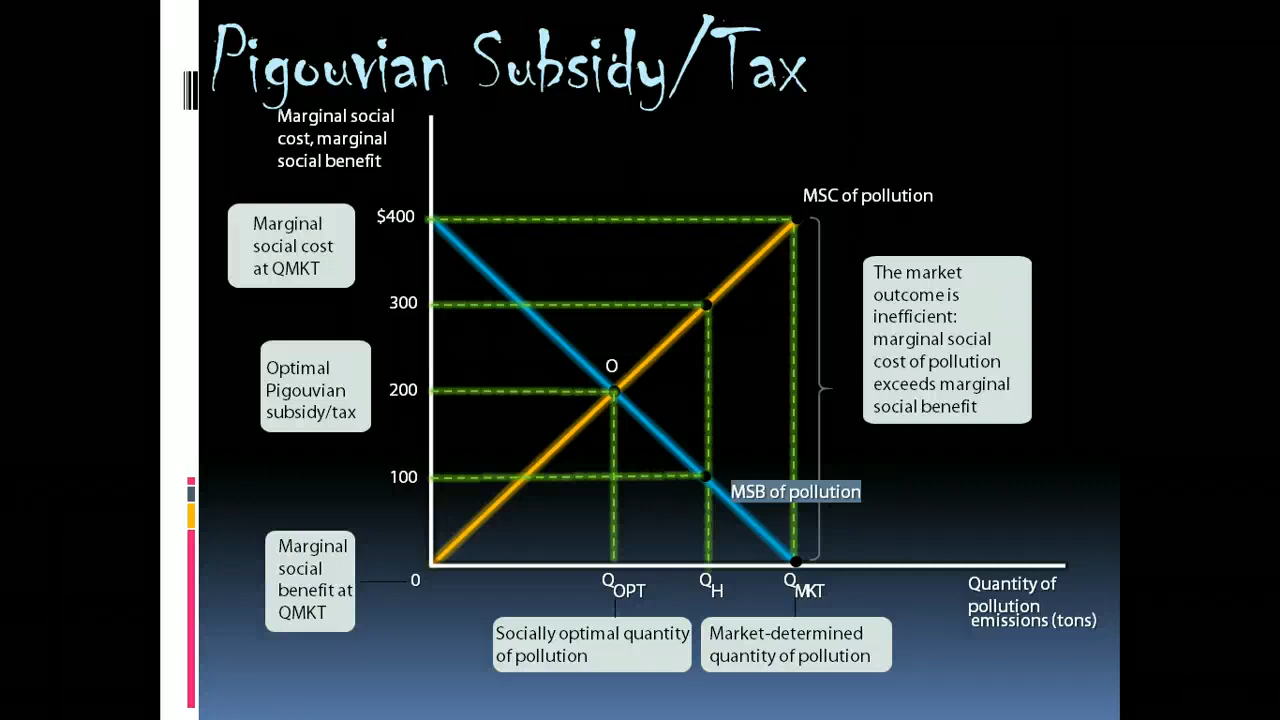 Pigouvian Subsidy/Tax
Marginal social
cost, marginal
social benefit
MSC of pollution
Marginal
social cost
at QMKT
$400
The market
outcome is
inefficient:
marginal social
cost of pollution
exceeds marginal
social benefit
300
O
Optimal
Pigouvian
subsidy/tax
200
100
MSB of pollution
Marginal
social
benefit at
QMKT
0
QOPT
QH
QMKT
Quantity of
pollution
emissions (tons)
Socially optimal quantity
of pollution
Market-determined
quantity of pollution